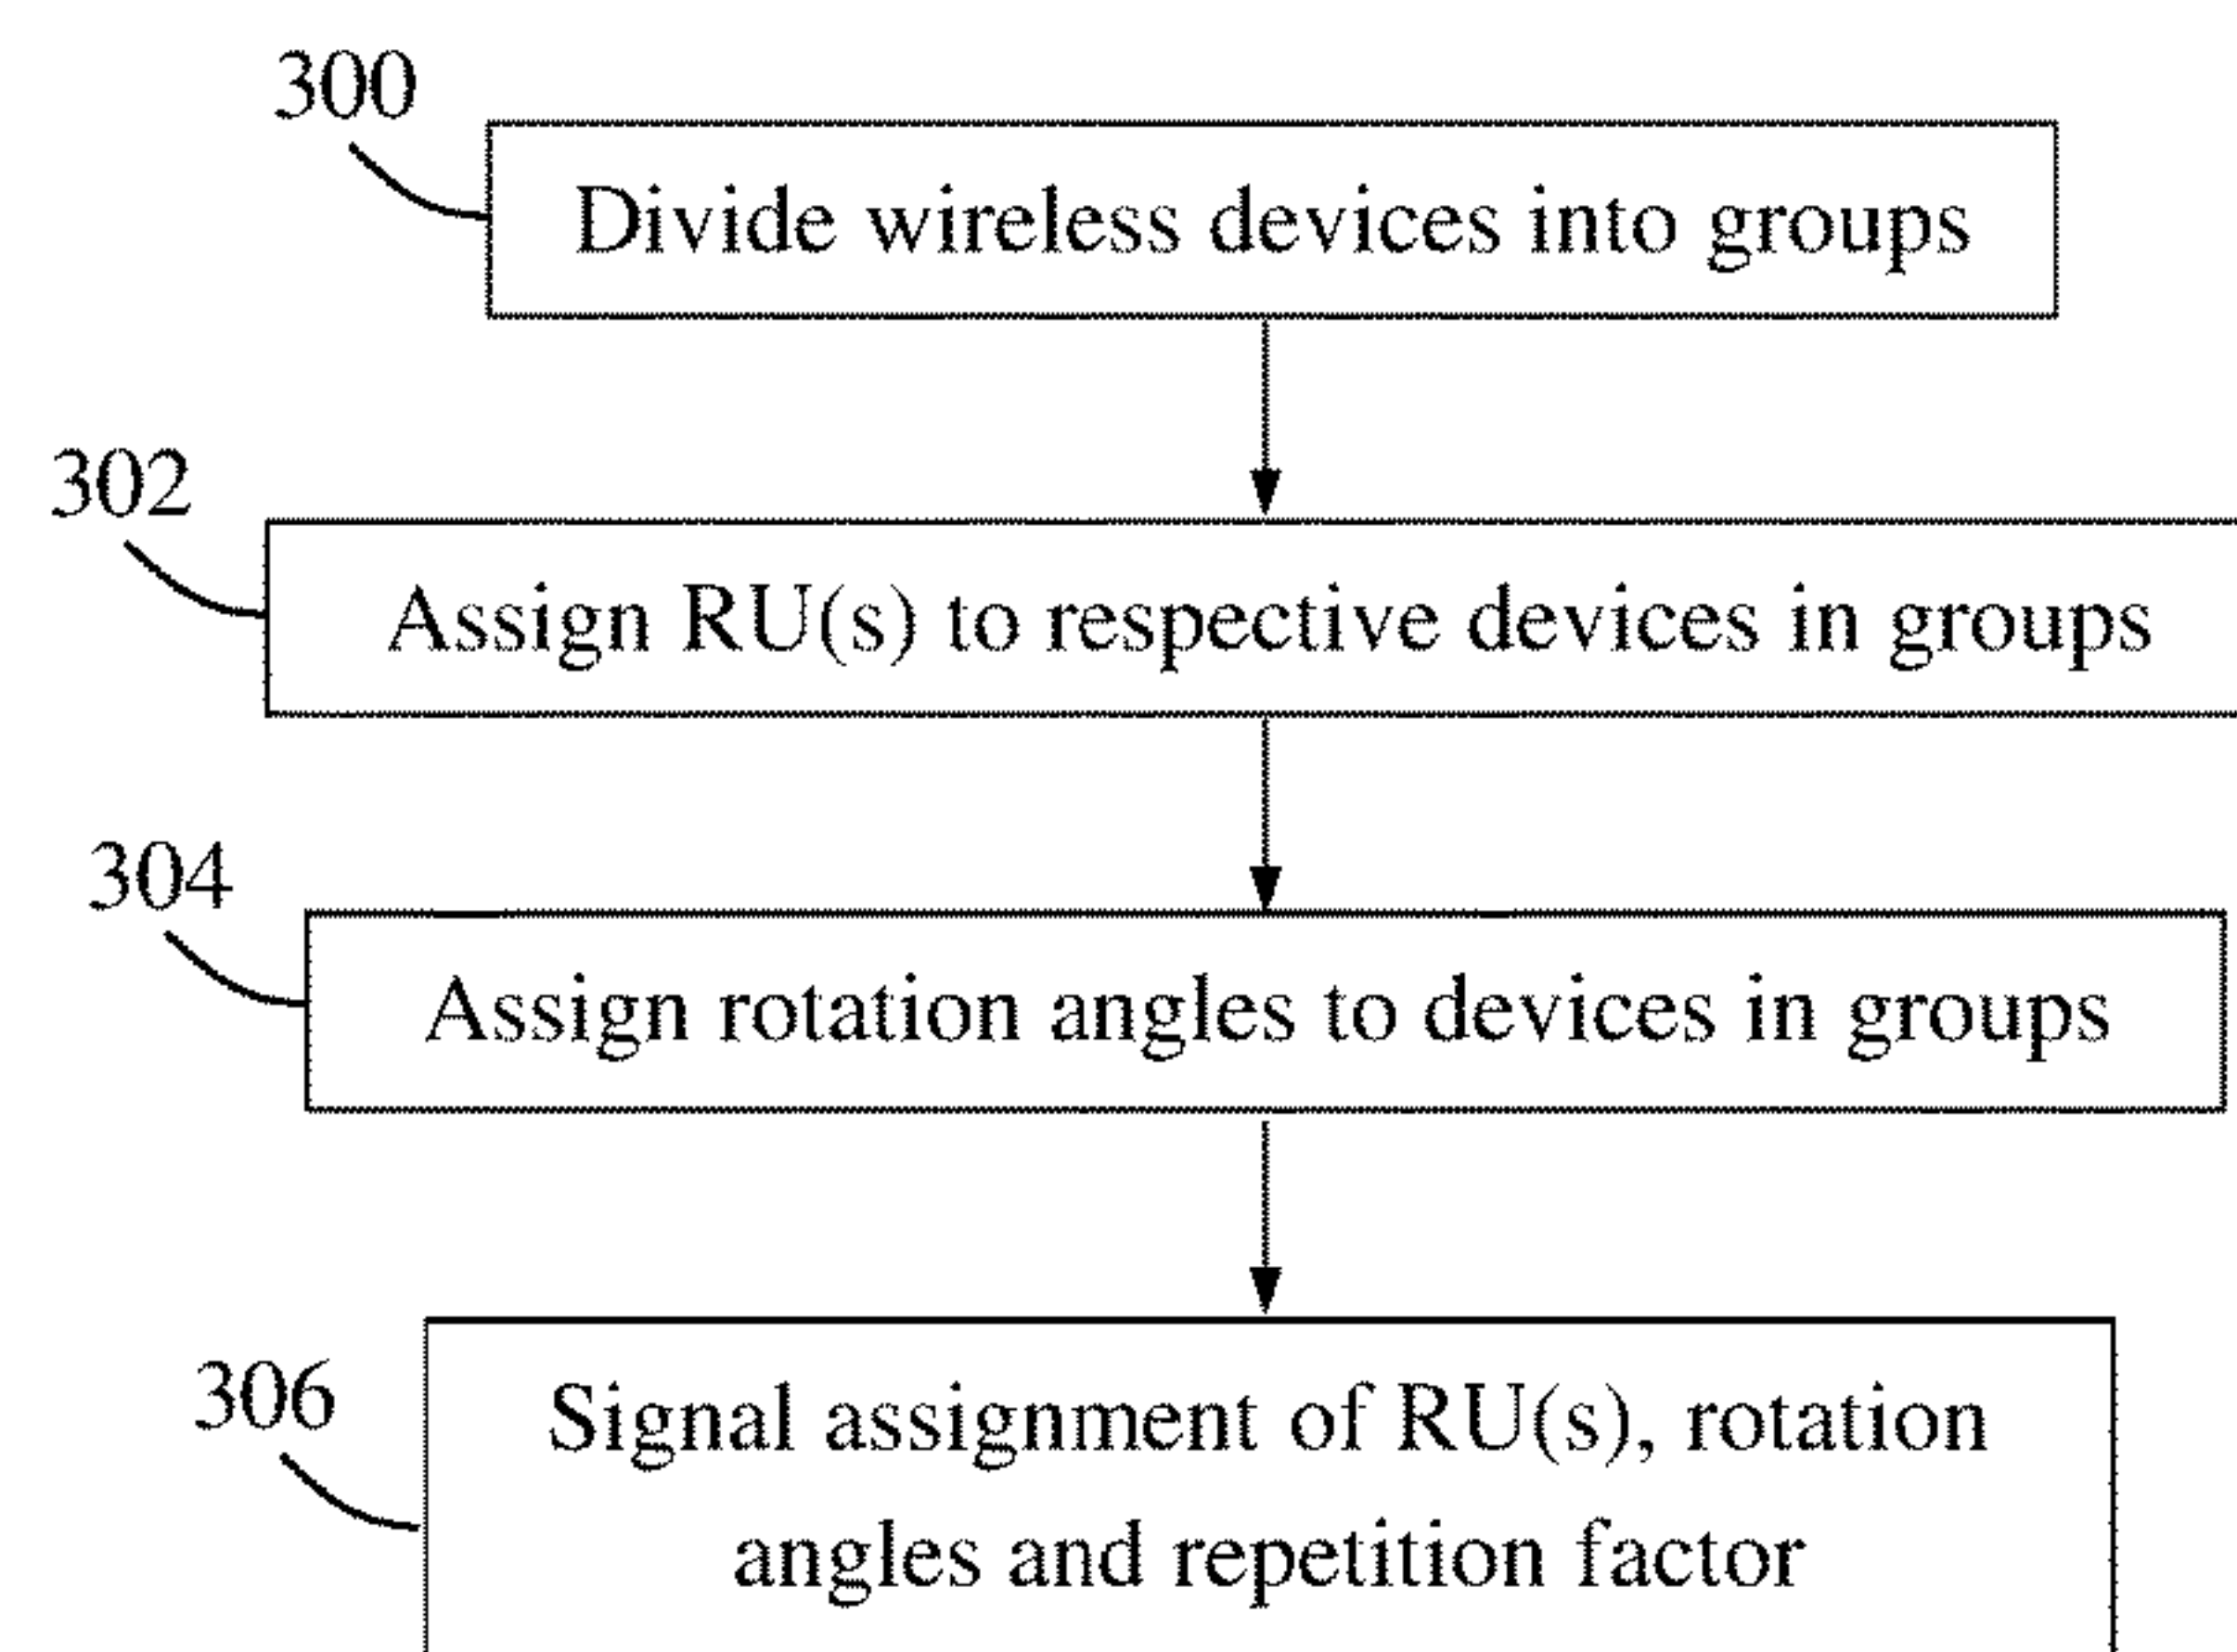 300
Divide wireless devices into groups
302
Assign RU(s) to respective devices in groups
304
Assign rotation angles to devices in groups
306
Signal assignment of RU(s), rotation
angles and repetition factor